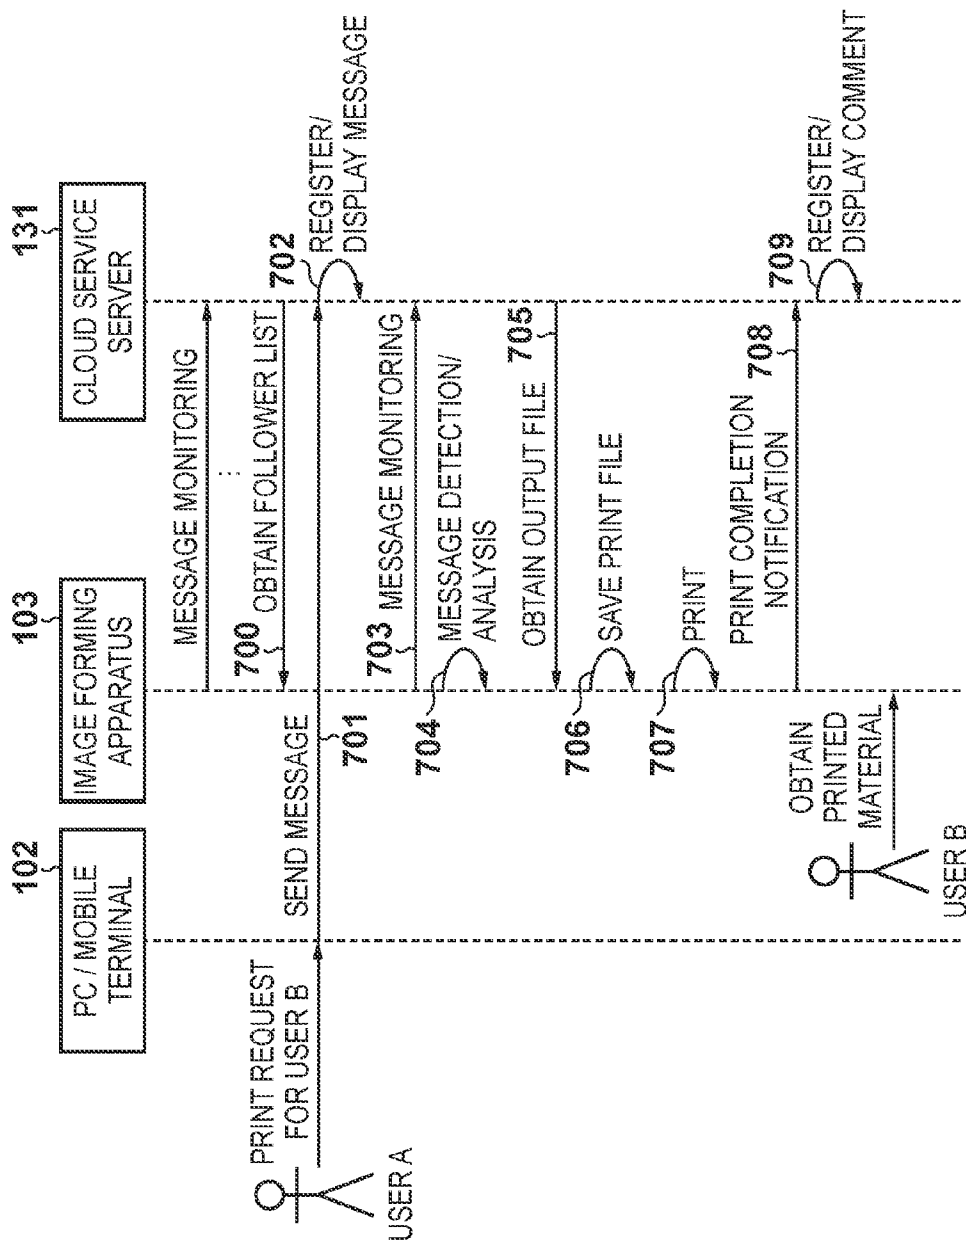 102
PC / MOBILE
TERMINAL
103
IMAGE FORMING
APPARATUS
131
CLOUD SERVICE
SERVER
MESSAGE MONITORING
...
700
OBTAIN FOLLOWER LIST
PRINT REQUEST
FOR USER B
USER A
SEND MESSAGE
701
702
REGISTER/
DISPLAY MESSAGE
703
MESSAGE MONITORING
704
MESSAGE DETECTION/
ANALYSIS
705
OBTAIN OUTPUT FILE
706
SAVE PRINT FILE
707
PRINT
PRINT COMPLETION
NOTIFICATION
708
709
REGISTER/
DISPLAY COMMENT
OBTAIN
PRINTED
MATERIAL
USER B